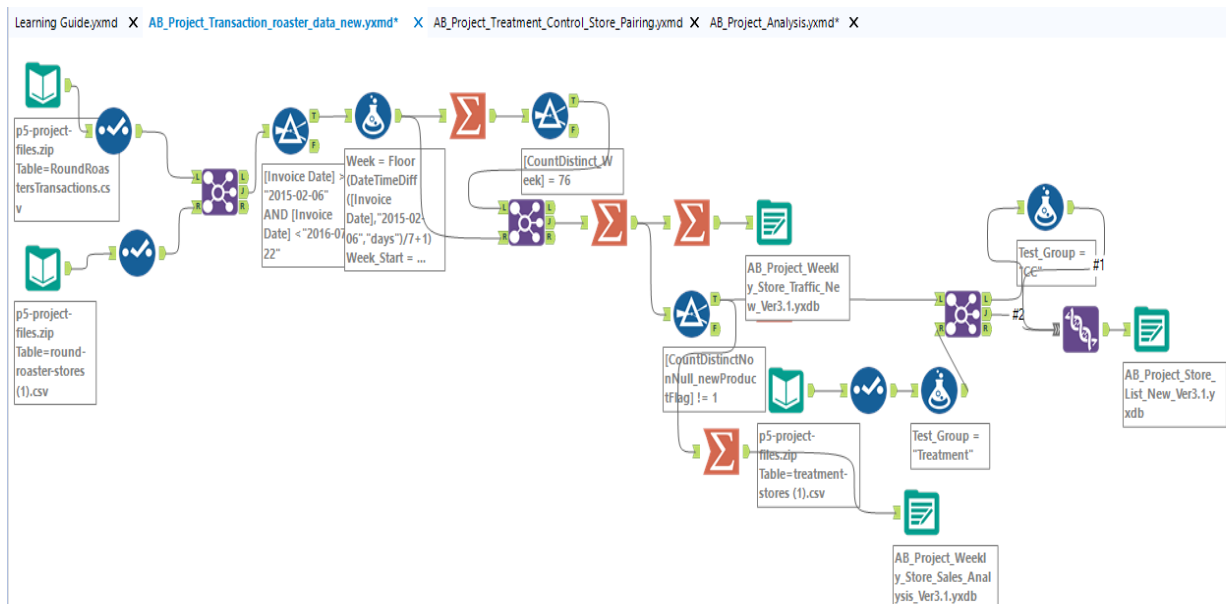 Learning Guide.yxmd X AB_Project_Transaction_roaster_data_new.yxmd* X AB_Project_Treatment_Control_Store_Pairing.yxmd X AB_Project_Analysis.yxmd* X
p5-project-
files.zip
Table=RoundRoas
tersTransactions.cs
v
p5-project-
files.zip
Table=round-
roaster-stores
(1).csv
L
R
L
J
R
T
F
[Invoice Date] >
"2015-02-06"
AND [Invoice
Date] <"2016-07
22"
Week = Floor
(DateTimeDiff
([Invoice
Date],"2015-02-
06","days")/7+1)
Week_Start = ...
T
F
[CountDistinct_W
eek] = 76
L
R
L
J
R
AB_Project_Weekl
y_Store_Traffic_Ne
w_Ver3.1.yxdb
T
F
[CountDistinctNo
nNull_newProduc
tFlag] != 1
p5-project-
files.zip
Table=treatment-
stores (1).csv
Test_Group =
"Treatment"
AB_Project_Weekl
y_Store_Sales_Anal
ysis_Ver3.1.yxdb
L
R
L
J
R
Test_Group =
"CC"
#1
#2
AB_Project_Store_
List_New_Ver3.1.y
xdb